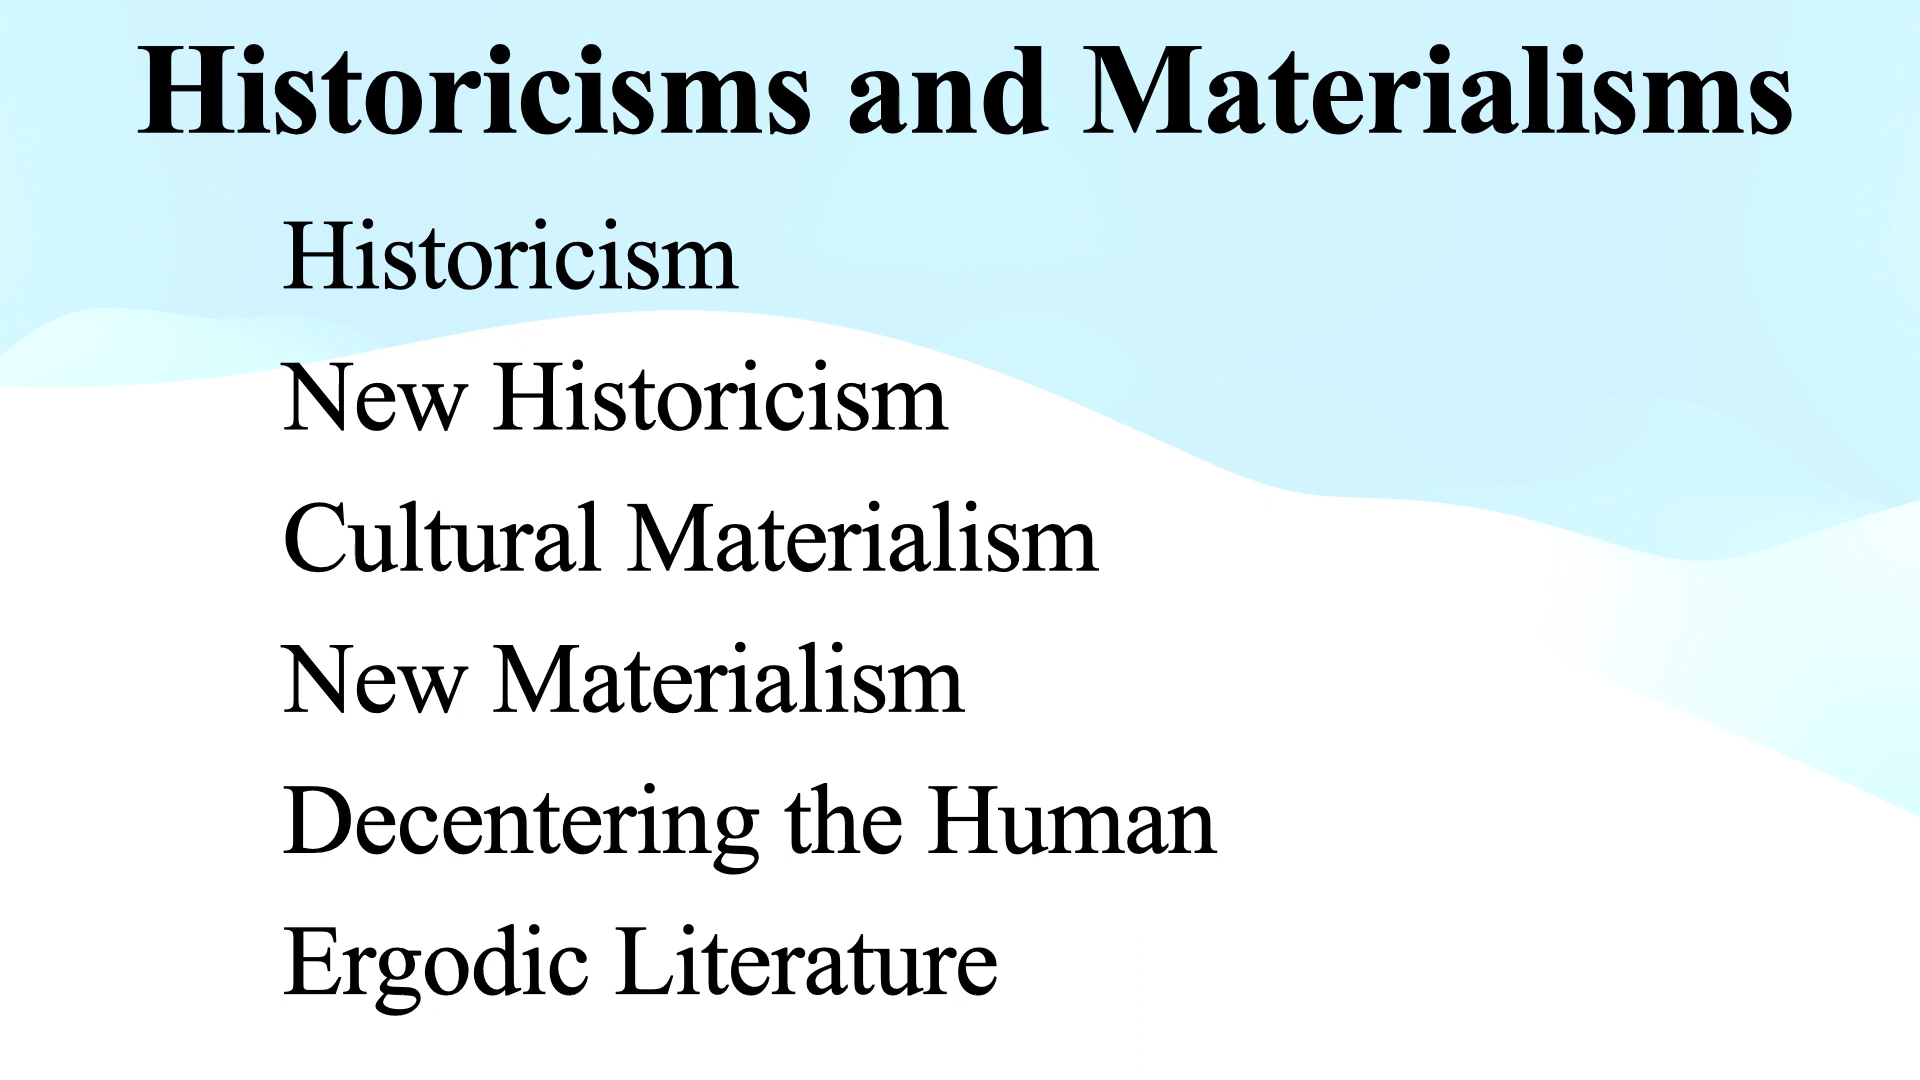 Historicisms and Materialisms
Historicism
New Historicism
Cultural Materialism
New Materialism
Decentering the Human
Ergodic Literature